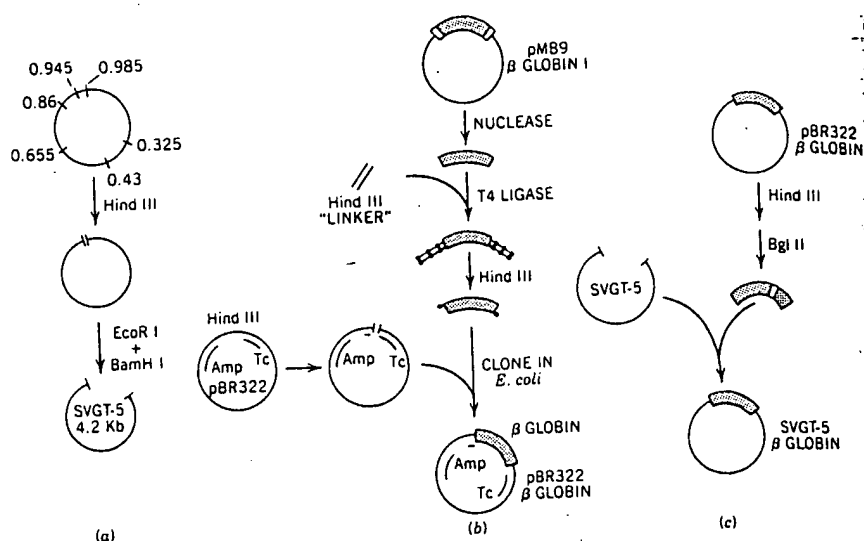 0.945
0.985
0.86
0.655
0.325
0.43
Hind III
EcoR I
+
BamH I
SVGT-5
4.2 Kb
(a)
pMB9
β GLOBIN I
NUCLEASE
Hind III
"LINKER"
T4 LIGASE
Hind III
Hind III
Amp
Tc
pBR322
Amp
Tc
CLONE IN
E. coli
β GLOBIN
Amp
Tc
pBR322
β GLOBIN
(b)
pBR322
β GLOBIN
Hind III
Bgl II
SVGT-5
SVGT-5
β GLOBIN
(c)